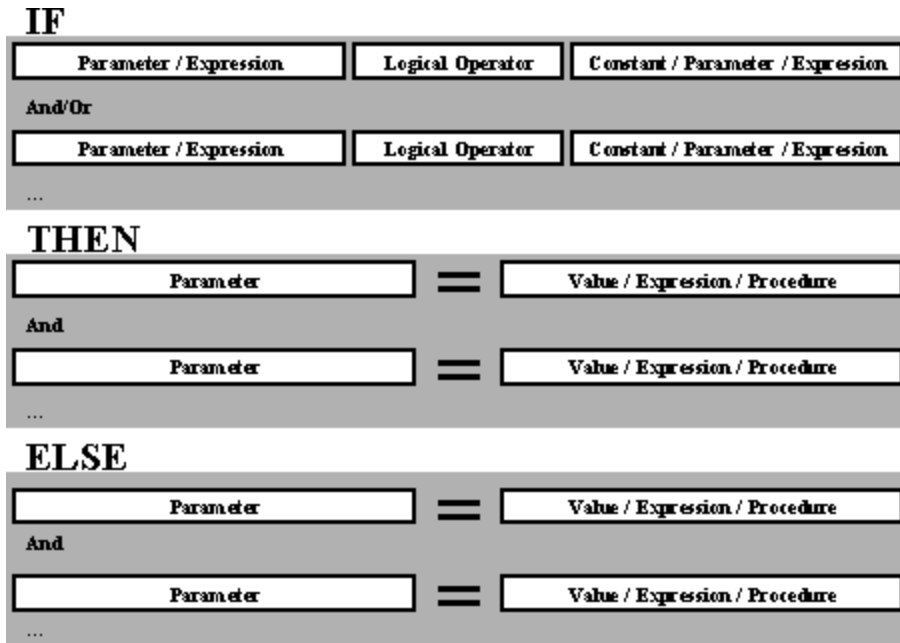 IF
Parameter / Expression Logical Operator Constant / Parameter / Expression
And/Or
Parameter / Expression Logical Operator Constant / Parameter / Expression
...
THEN
Parameter = Value / Expression / Procedure
And
Parameter = Value / Expression / Procedure
...
ELSE
Parameter = Value / Expression / Procedure
And
Parameter = Value / Expression / Procedure
...